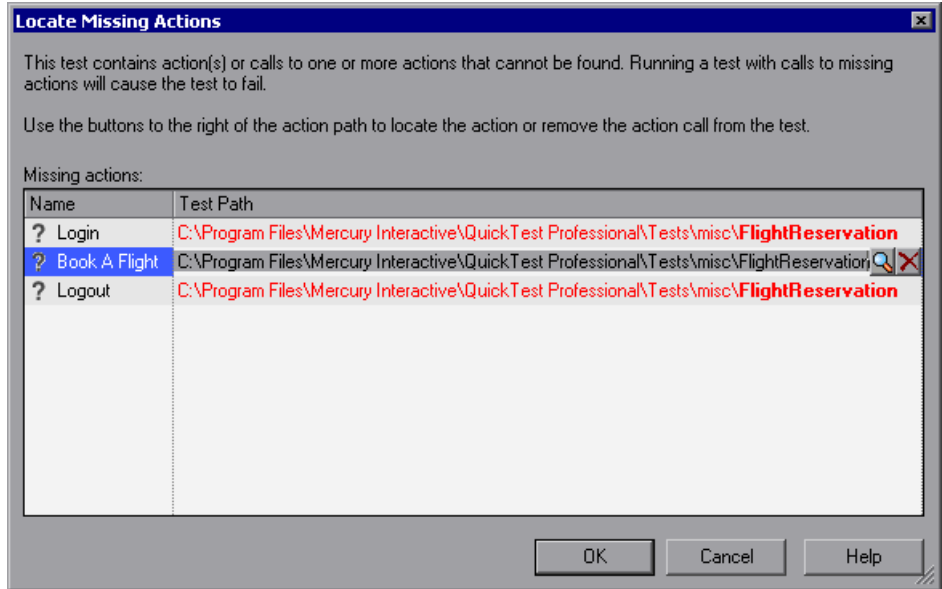 Locate Missing Actions
This test contains action(s) or calls to one or more actions that cannot be found. Running a test with calls to missing
actions will cause the test to fail.
Use the buttons to the right of the action path to locate the action or remove the action call from the test.
Missing actions:
Name Test Path
? Login C:\Program Files\Mercury Interactive\QuickTest Professional\Tests\misc\FlightReservation
? Book A Flight C:\Program Files\Mercury Interactive\QuickTest Professional\Tests\misc\FlightReservation
? Logout C:\Program Files\Mercury Interactive\QuickTest Professional\Tests\misc\FlightReservation
OK Cancel Help